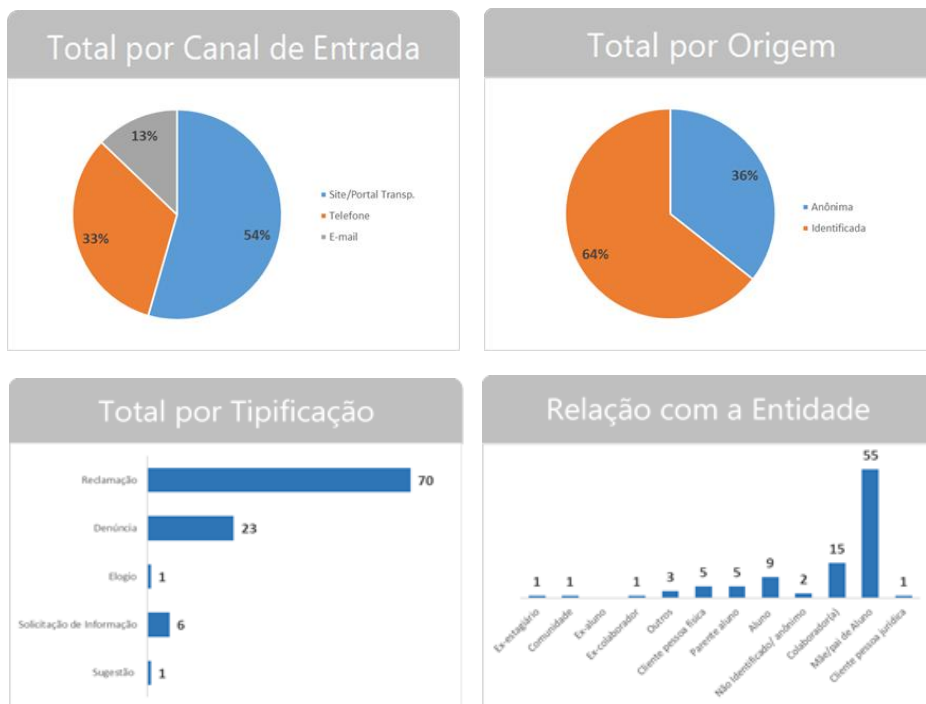 Total por Canal de Entrada
13%
33%
54%
Site/Portal Transp.
Telefone
E-mail
Total por Origem
36%
64%
Anônima
Identificada
Total por Tipificação
Reclamação
70
Denúncia
23
Elogio
1
Solicitação de Informação
6
Sugestão
1
Relação com a Entidade
1
1
1
3
5
5
9
2
15
55
1
Ex-estagiário
Comunidade
Ex-aluno
Ex-colaborador
Outros
Cliente pessoa física
Parente aluno
Aluno
Não Identificado/ anônimo
Colaborador(a)
Mãe/pai de Aluno
Cliente pessoa jurídica